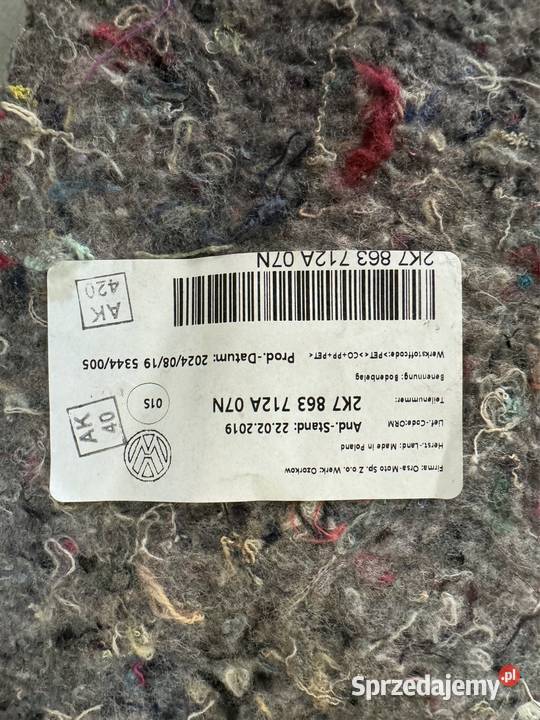 Firma: Orsa-Moto Sp. Z o.o. Werk: Ozorkow
Herst.-Land: Made in Poland
Lief.-Code:ORM
And.-Stand: 22.02.2019
Teilenummer:
2K7 863 712A 07N
Benennung: Bodenbelag
Werkstoffcode:>PET<>CO+PP+PET<
Prod.-Datum: 2024/08/19 5344/005
2K7 863 712A 07N
01S
AK
40
AK
420
Sprzedajemy.pl